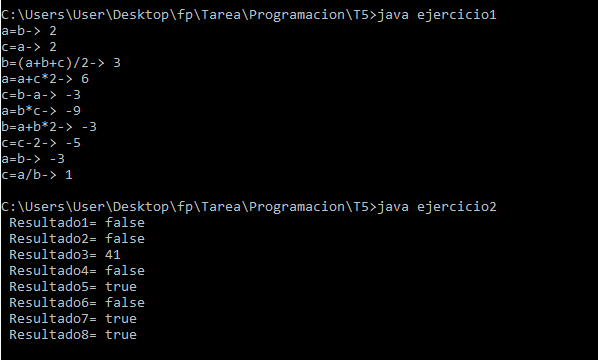 C:\Users\User\Desktop\fp\Tarea\Programacion\T5>java ejercicio1
a=b-> 2
c=a-> 2
b=(a+b+c)/2-> 3
a=a+c*2-> 6
c=b-a-> -3
a=b*c-> -9
b=a+b*2-> -3
c=c-2-> -5
a=b-> -3
c=a/b-> 1
C:\Users\User\Desktop\fp\Tarea\Programacion\T5>java ejercicio2
Resultado1= false
Resultado2= false
Resultado3= 41
Resultado4= false
Resultado5= true
Resultado6= false
Resultado7= true
Resultado8= true